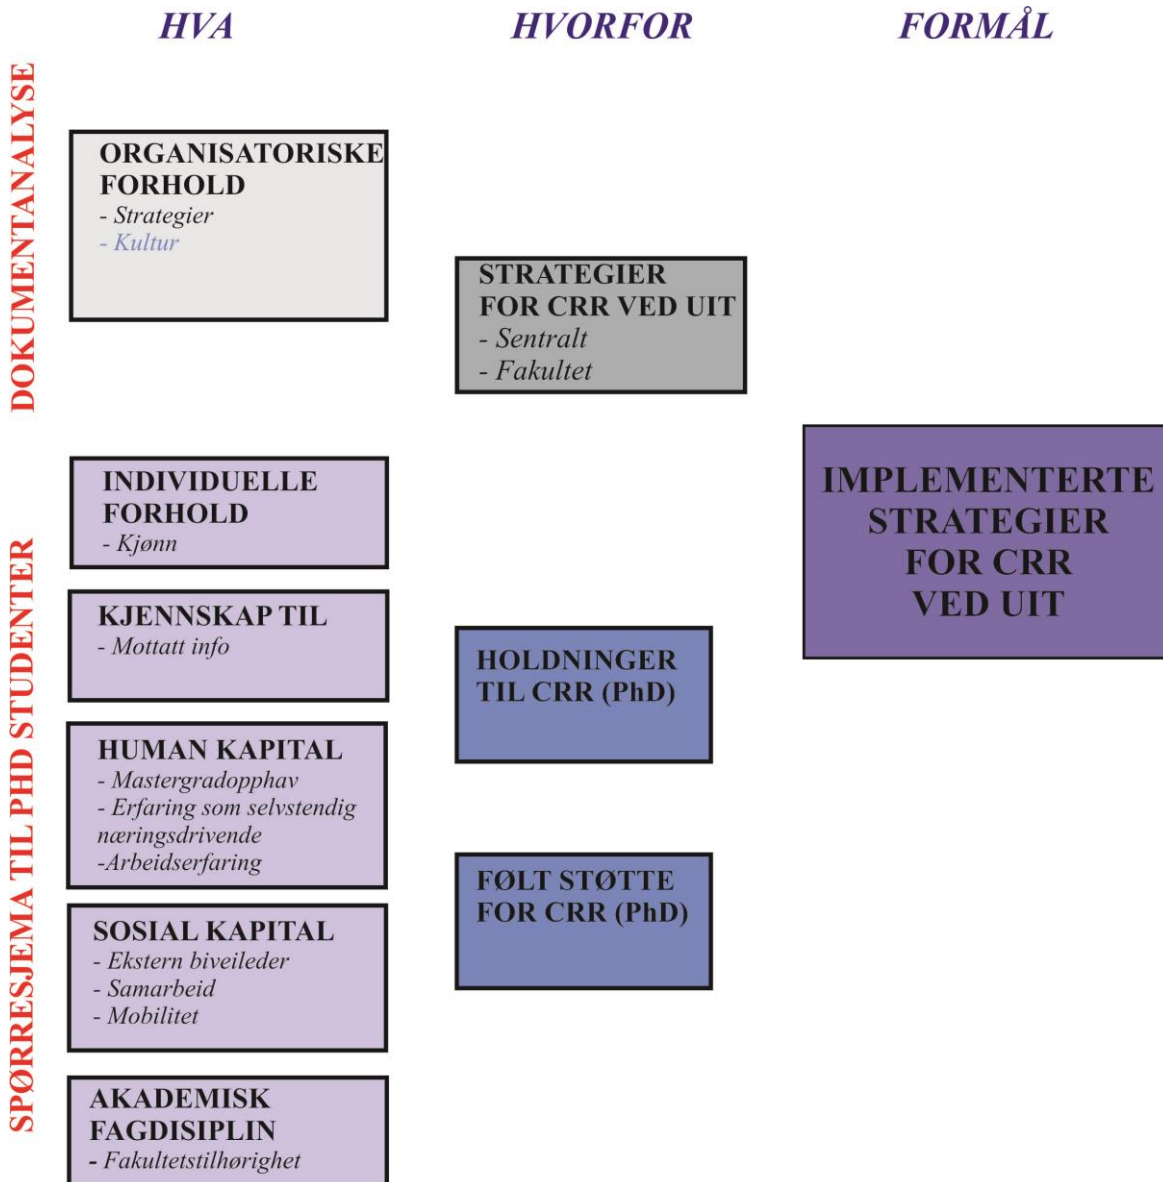 HVA
HVORFOR
FORMÅL
DOKUMENTANALYSE
ORGANISATORISKE
FORHOLD
- Strategier
- Kultur
STRATEGIER
FOR CRR VED UIT
- Sentralt
- Fakultet
SPØRRESJEMA TIL PHD STUDENTER
INDIVIDUELLE
FORHOLD
- Kjønn
KJENNSKAP TIL
- Mottatt info
HUMAN KAPITAL
- Mastergradopphav
- Erfaring som selvstendig
næringsdrivende
-Arbeidserfaring
SOSIAL KAPITAL
- Ekstern biveileder
- Samarbeid
- Mobilitet
AKADEMISK
FAGDISIPLIN
- Fakultetstilhørighet
HOLDNINGER
TIL CRR (PhD)
FØLT STØTTE
FOR CRR (PhD)
IMPLEMENTERTE
STRATEGIER
FOR CRR
VED UIT